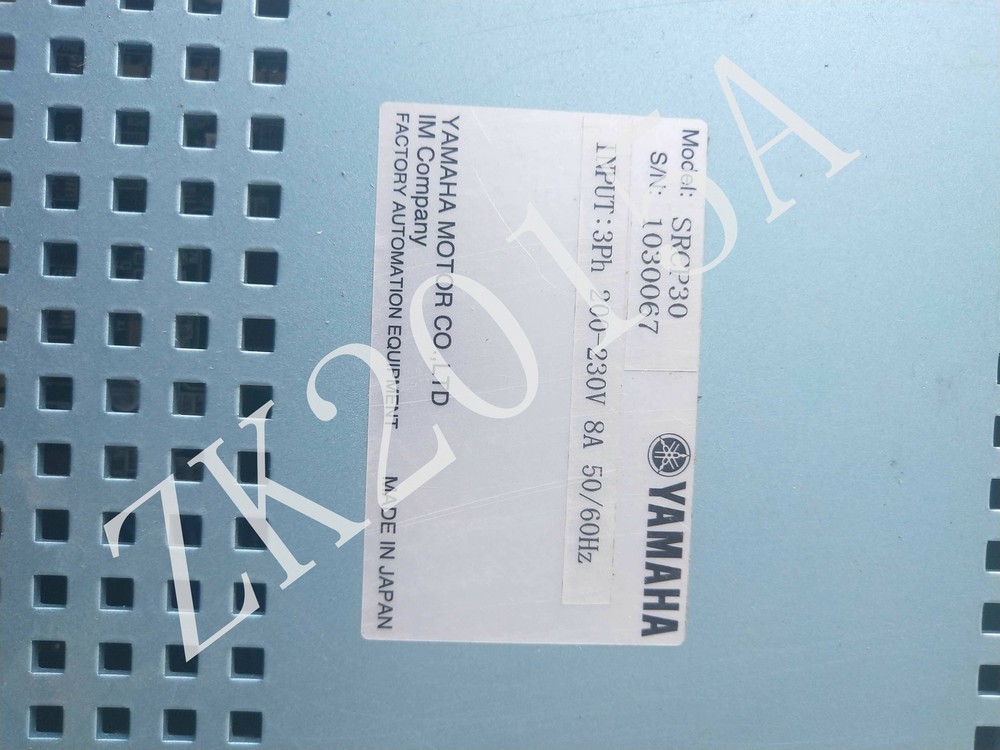 Model: SRCP30
S/N: 1030067
YAMAHA
INPUT:3Ph 200-230V 8A 50/60Hz
YAMAHA MOTOR CO.,LTD
IM Company
FACTORY AUTOMATION EQUIPMENT MADE IN JAPAN
ZK2015A